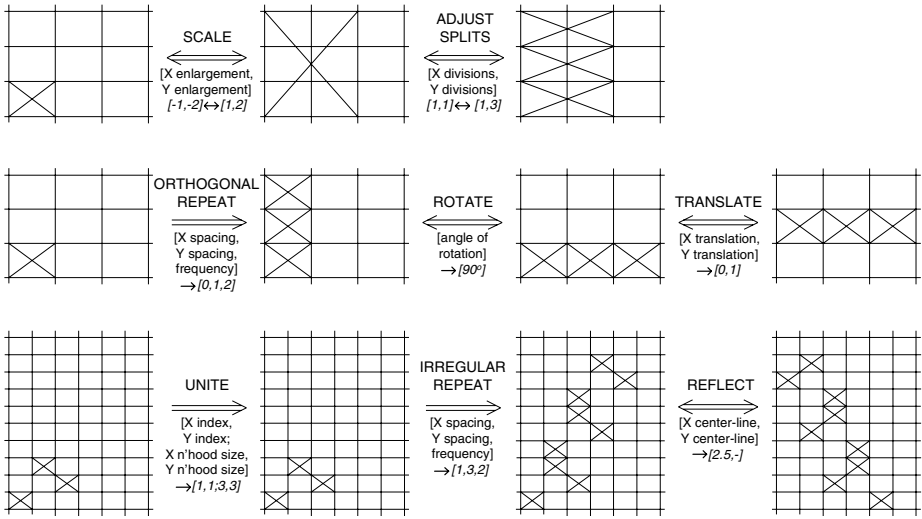 SCALE
[X enlargement,
Y enlargement]
[-1,-2]↔[1,2]
ADJUST
SPLITS
[X divisions,
Y divisions]
[1,1]↔ [1,3]
ORTHOGONAL
REPEAT
[X spacing,
Y spacing,
frequency]
→[0,1,2]
ROTATE
[angle of
rotation]
→[90º]
TRANSLATE
[X translation,
Y translation]
→[0,1]
UNITE
[X index,
Y index;
X n'hood size,
Y n'hood size]
→[1,1;3,3]
IRREGULAR
REPEAT
[X spacing,
Y spacing,
frequency]
→[1,3,2]
REFLECT
[X center-line,
Y center-line]
→[2.5,-]